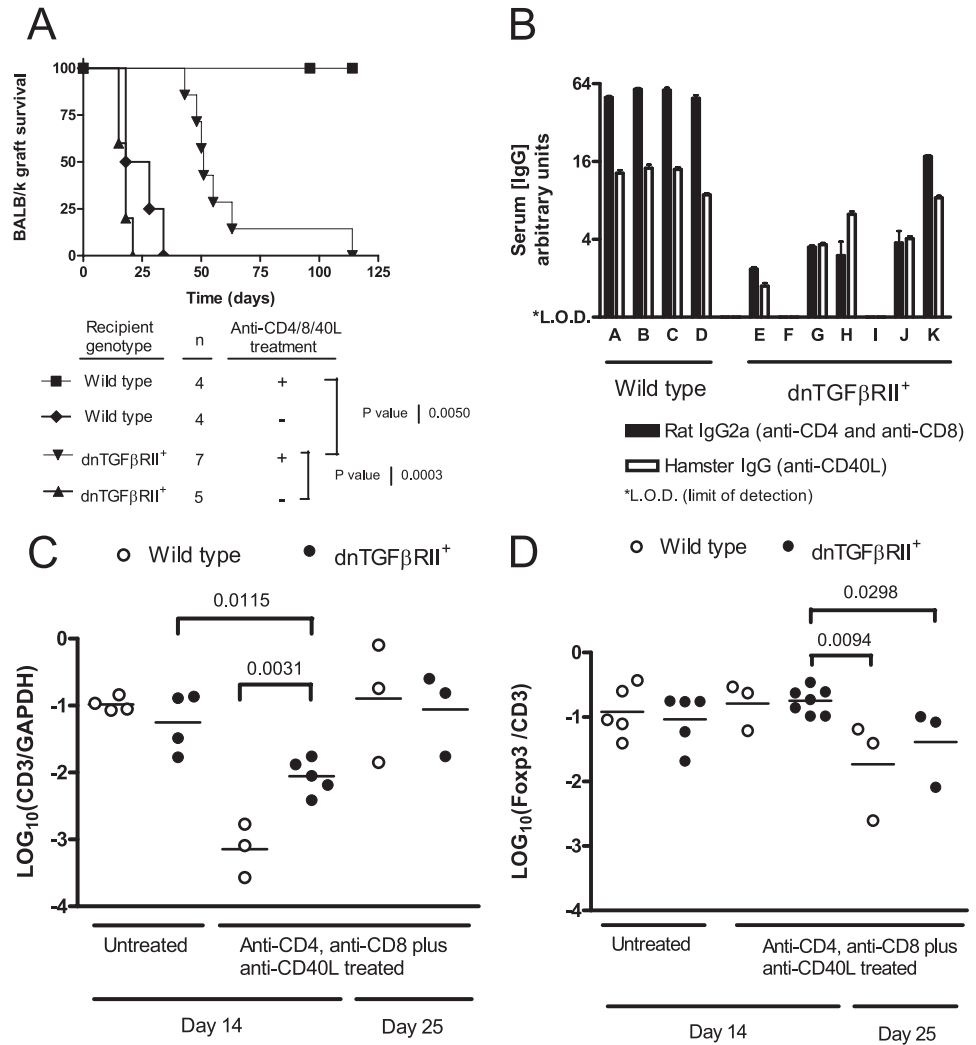 A
BALB/k graft survival
100
75
50
25
0
0 25 50 75 100 125
Time (days)
Recipient genotype n Anti-CD4/8/40L treatment
Wild type 4 +
Wild type 4 -
dnTGFβRII+ 7 +
dnTGFβRII+ 5 -
P value | 0.0050
P value | 0.0003
B
Serum [IgG]
arbitrary units
64
16
4
*L.O.D.
A B C D E F G H I J K
Wild type dnTGFβRII+
Rat IgG2a (anti-CD4 and anti-CD8)
Hamster IgG (anti-CD40L)
*L.O.D. (limit of detection)
C
Wild type dnTGFβRII+
0.0115
0.0031
LOG10(CD3/GAPDH)
0
-1
-2
-3
-4
Untreated
Anti-CD4, anti-CD8 plus
anti-CD40L treated
Day 14 Day 25
D
Wild type dnTGFβRII+
0.0298
0.0094
LOG10(Foxp3 /CD3)
0
-1
-2
-3
-4
Untreated
Anti-CD4, anti-CD8 plus
anti-CD40L treated
Day 14 Day 25